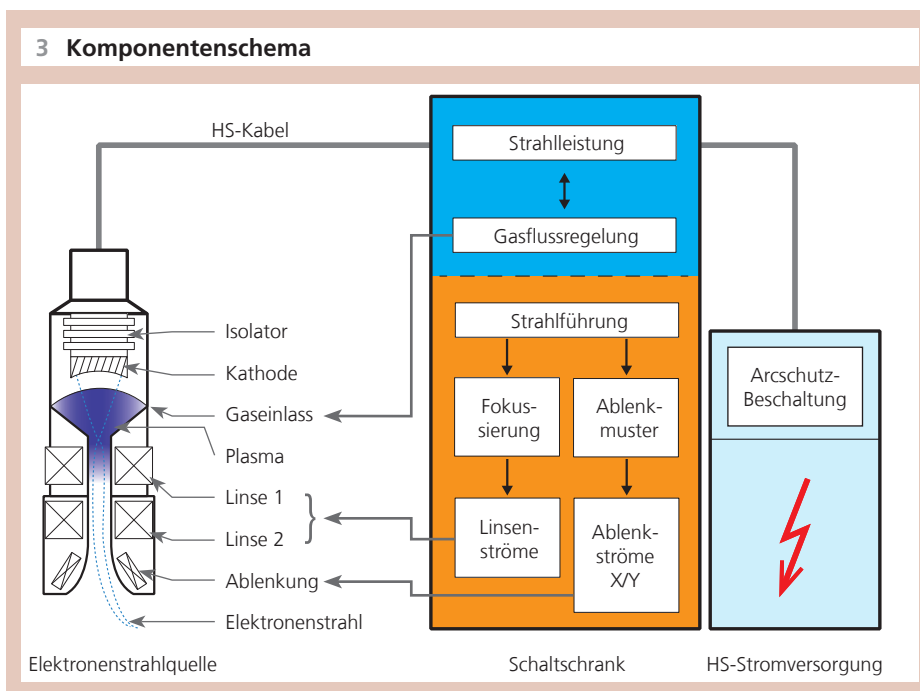 3 Komponentenschema
HS-Kabel
Strahlleistung
Gasflussregelung
Isolator
Kathode
Gaseinlass
Plasma
Linse 1
Linse 2
Ablenkung
Elektronenstrahl
Strahlführung
Fokus-
sierung
Ablenk-
muster
Linsen-
ströme
Ablenk-
ströme
X/Y
Arcschutz-
Beschaltung
Elektronenstrahlquelle
Schaltschrank
HS-Stromversorgung